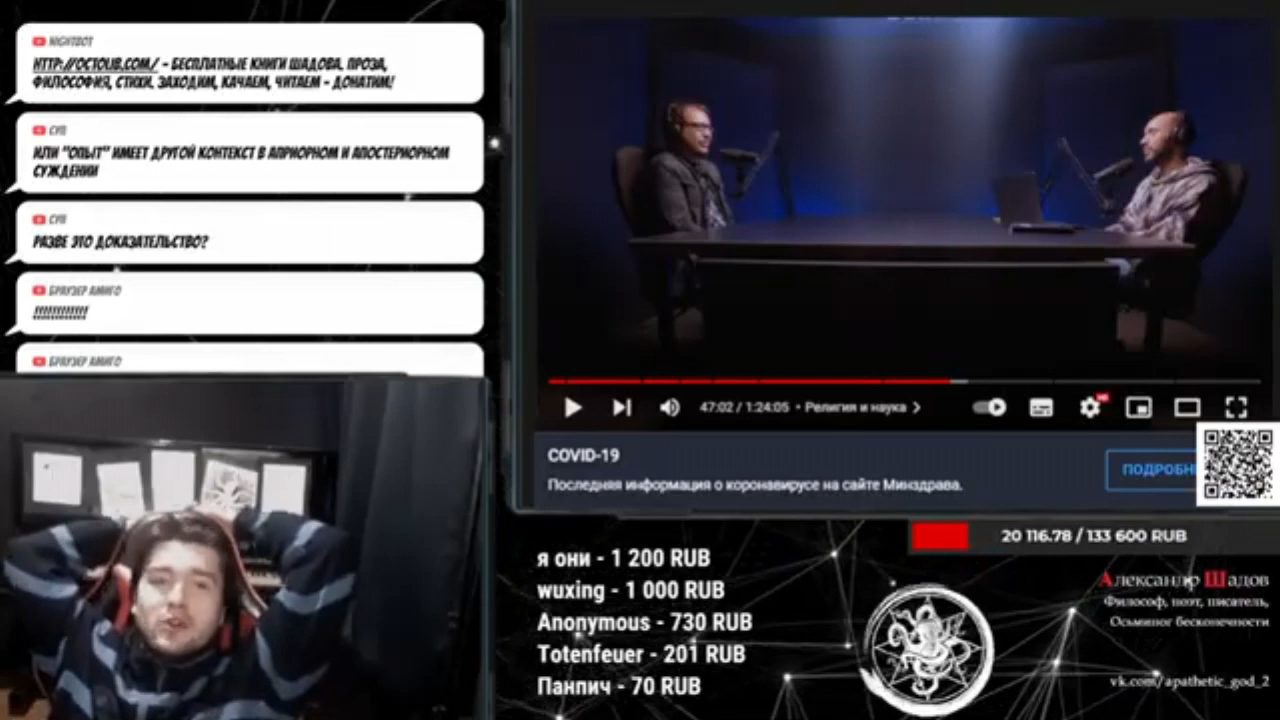 NIGHTBOT
HTTP://OCTOLIB.COM/ - БЕСПЛАТНЫЕ КНИГИ ШАДОВА. ПРОЗА,
ФИЛОСОФИЯ, СТИХИ. ЗАХОДИМ, КАЧАЕМ, ЧИТАЕМ - ДОНАТИМ!
СУП
ИЛИ "ОПЫТ" ИМЕЕТ ДРУГОЙ КОНТЕКСТ В АПРИОРНОМ И АПОСТЕРИОРНОМ
СУЖДЕНИИ
СУП
РАЗВЕ ЭТО ДОКАЗАТЕЛЬСТВО?
БРАУЗЕР АМИГО
!!!!!!!!!!!!!
БРАУЗЕР АМИГО
47:02 / 1:24:05 • Религия и наука
HD
COVID-19
Последняя информация о коронавирусе на сайте Минздрава.
ПОДРОБН
20 116.78 / 133 600 RUB
я они - 1 200 RUB
wuxing - 1 000 RUB
Anonymous - 730 RUB
Totenfeuer - 201 RUB
Панпич - 70 RUB
Александр Шадов
Философ, поэт, писатель,
Осьминог бесконечности
vk.com/apathetic_god_2